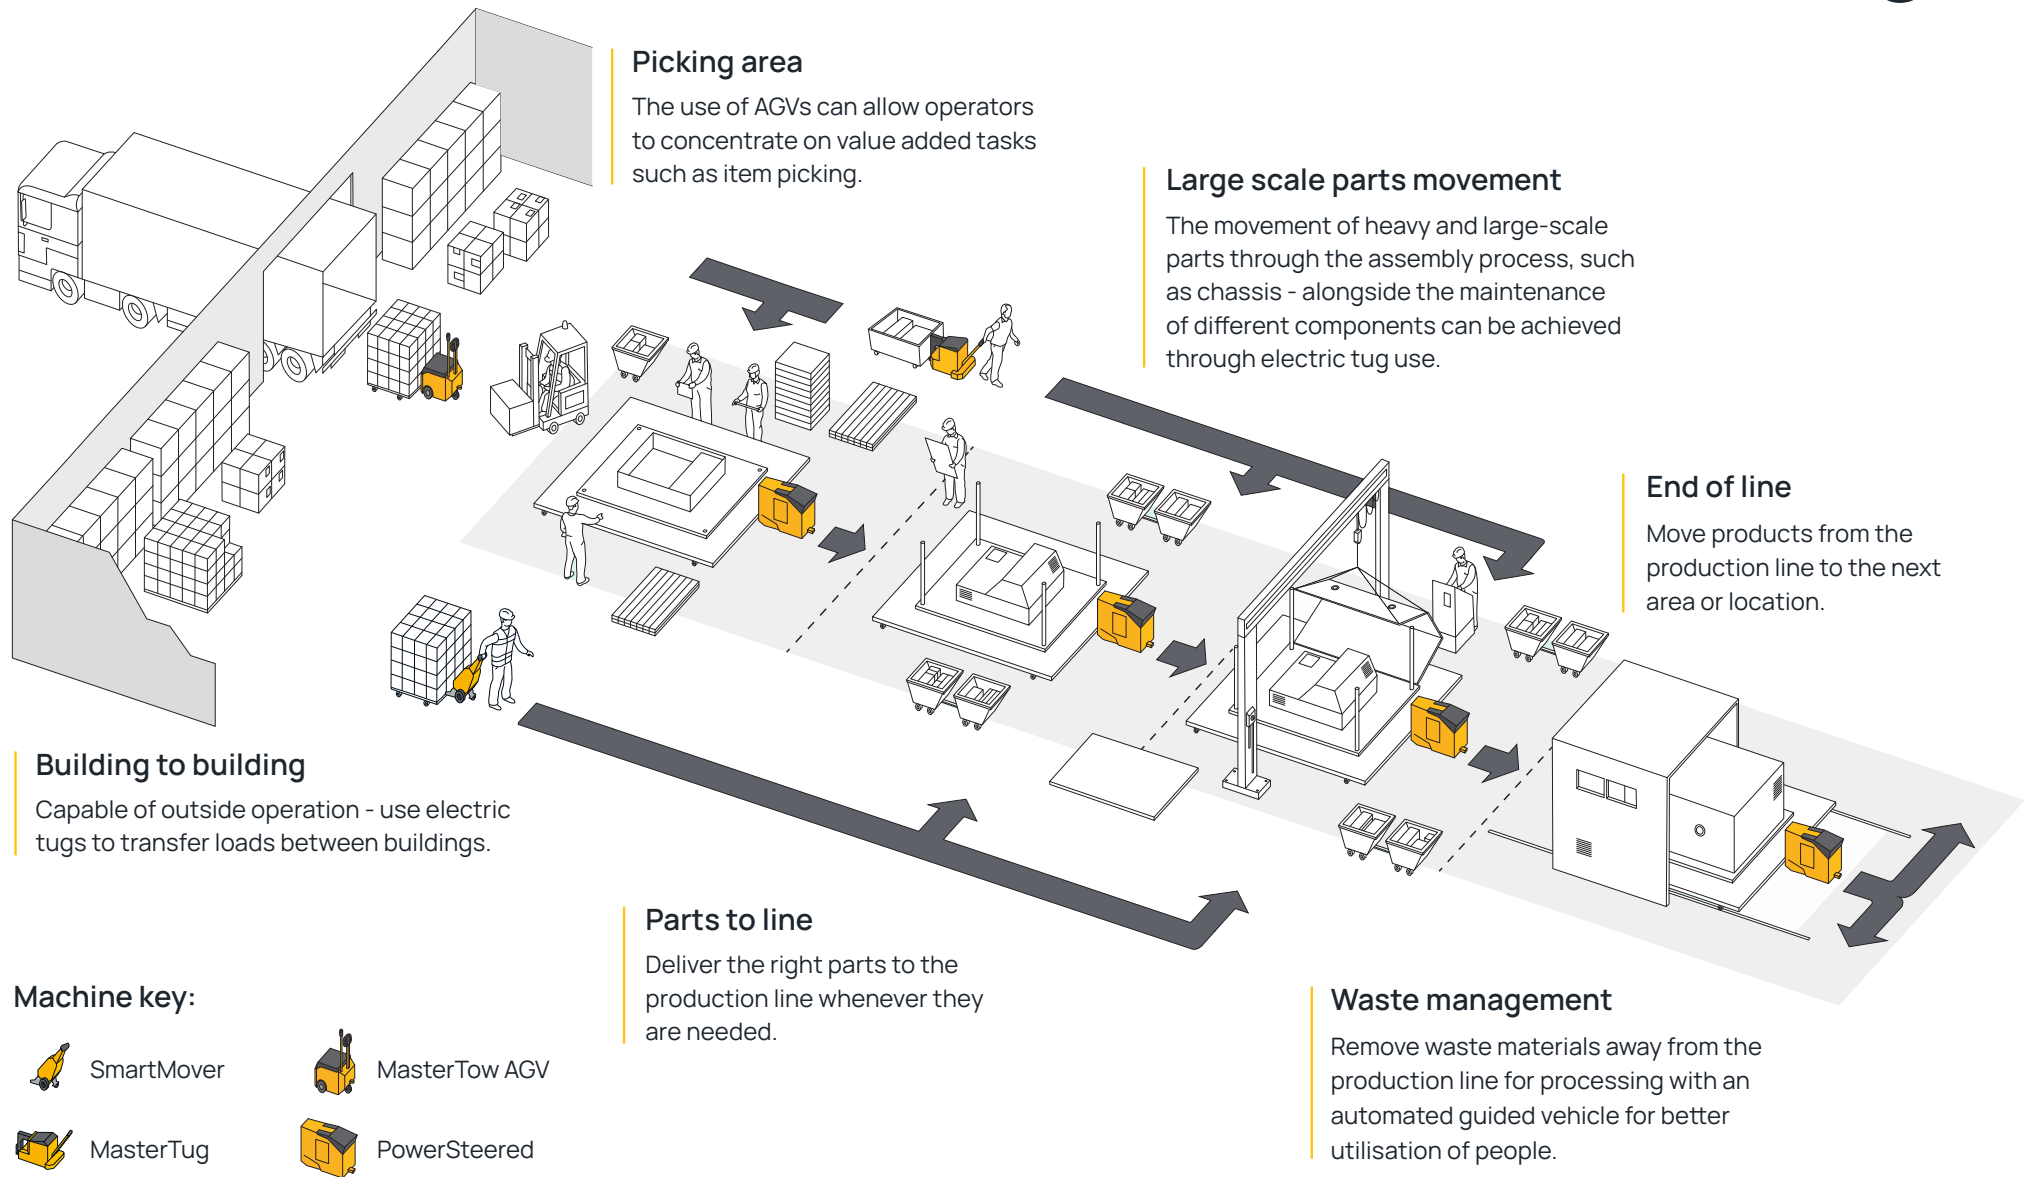 Picking area
The use of AGVs can allow operators
to concentrate on value added tasks
such as item picking.
Large scale parts movement
The movement of heavy and large-scale
parts through the assembly process, such
as chassis - alongside the maintenance
of different components can be achieved
through electric tug use.
End of line
Move products from the
production line to the next
area or location.
Building to building
Capable of outside operation - use electric
tugs to transfer loads between buildings.
Parts to line
Deliver the right parts to the
production line whenever they
are needed.
Waste management
Remove waste materials away from the
production line for processing with an
automated guided vehicle for better
utilisation of people.
Machine key:
SmartMover
MasterTow AGV
MasterTug
PowerSteered